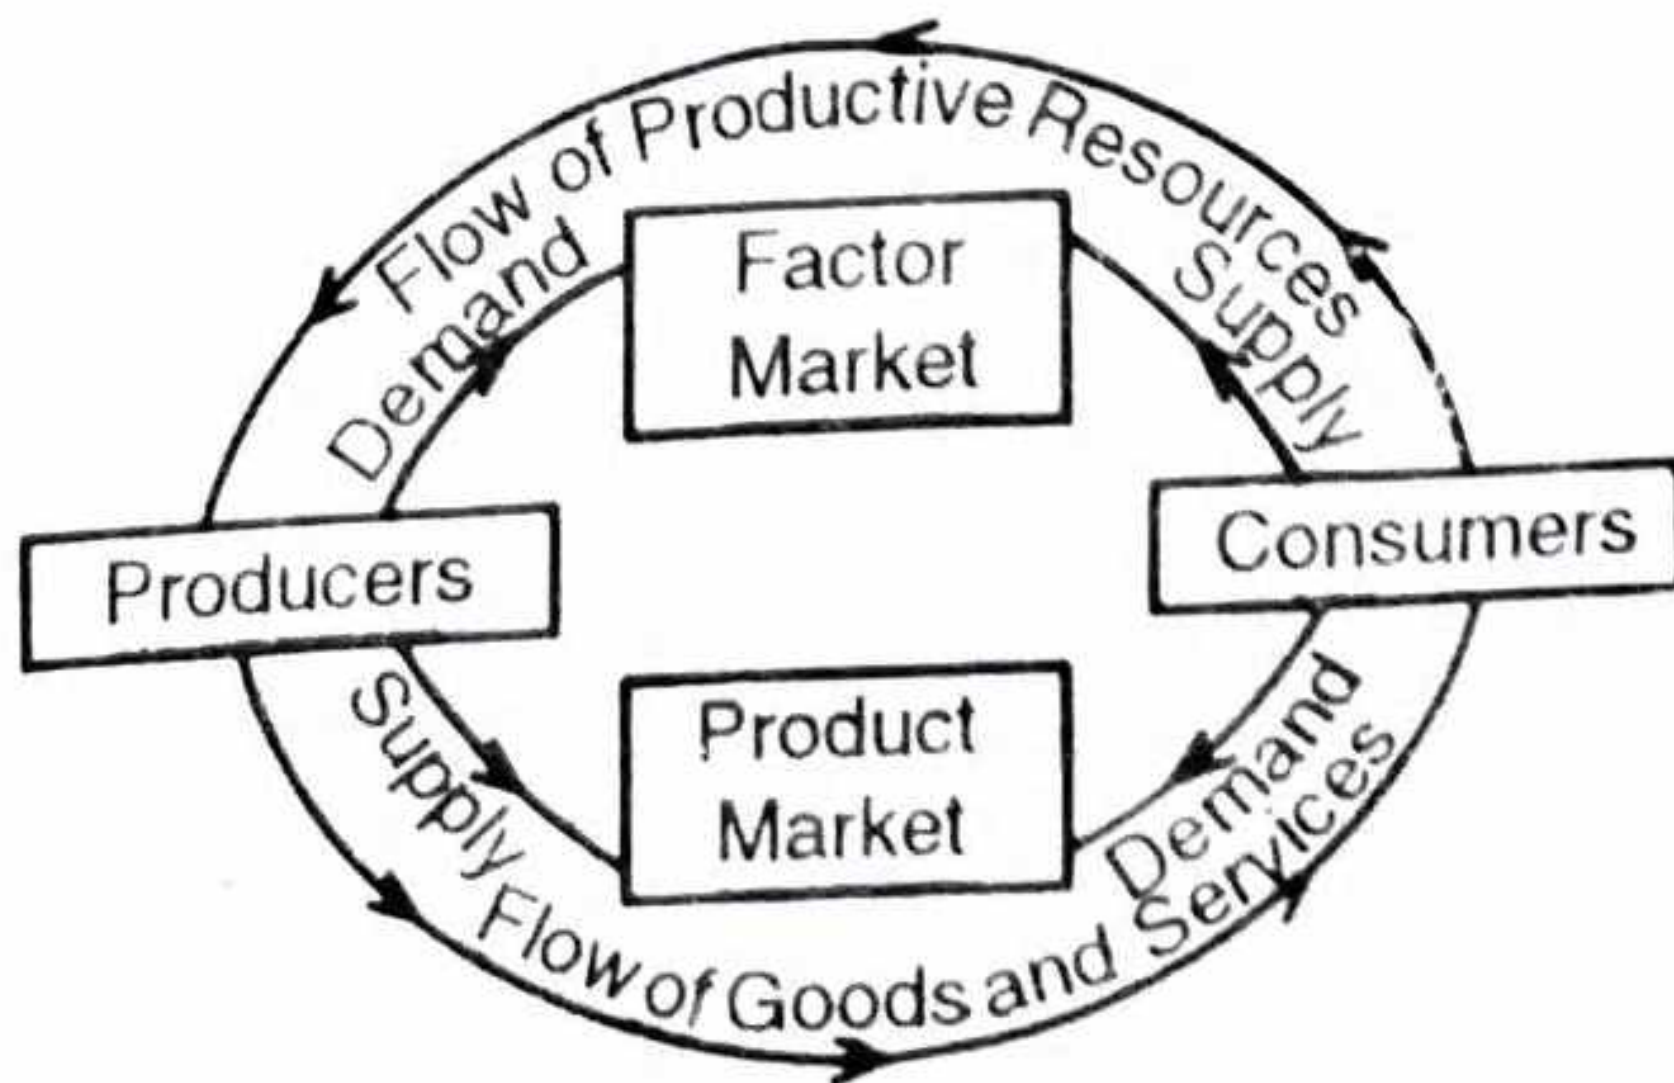 Flow of Productive Resources
Demand
Factor
Market
Supply
Producers
Consumers
Supply
Product
Market
Demand
Flow of Goods and Services